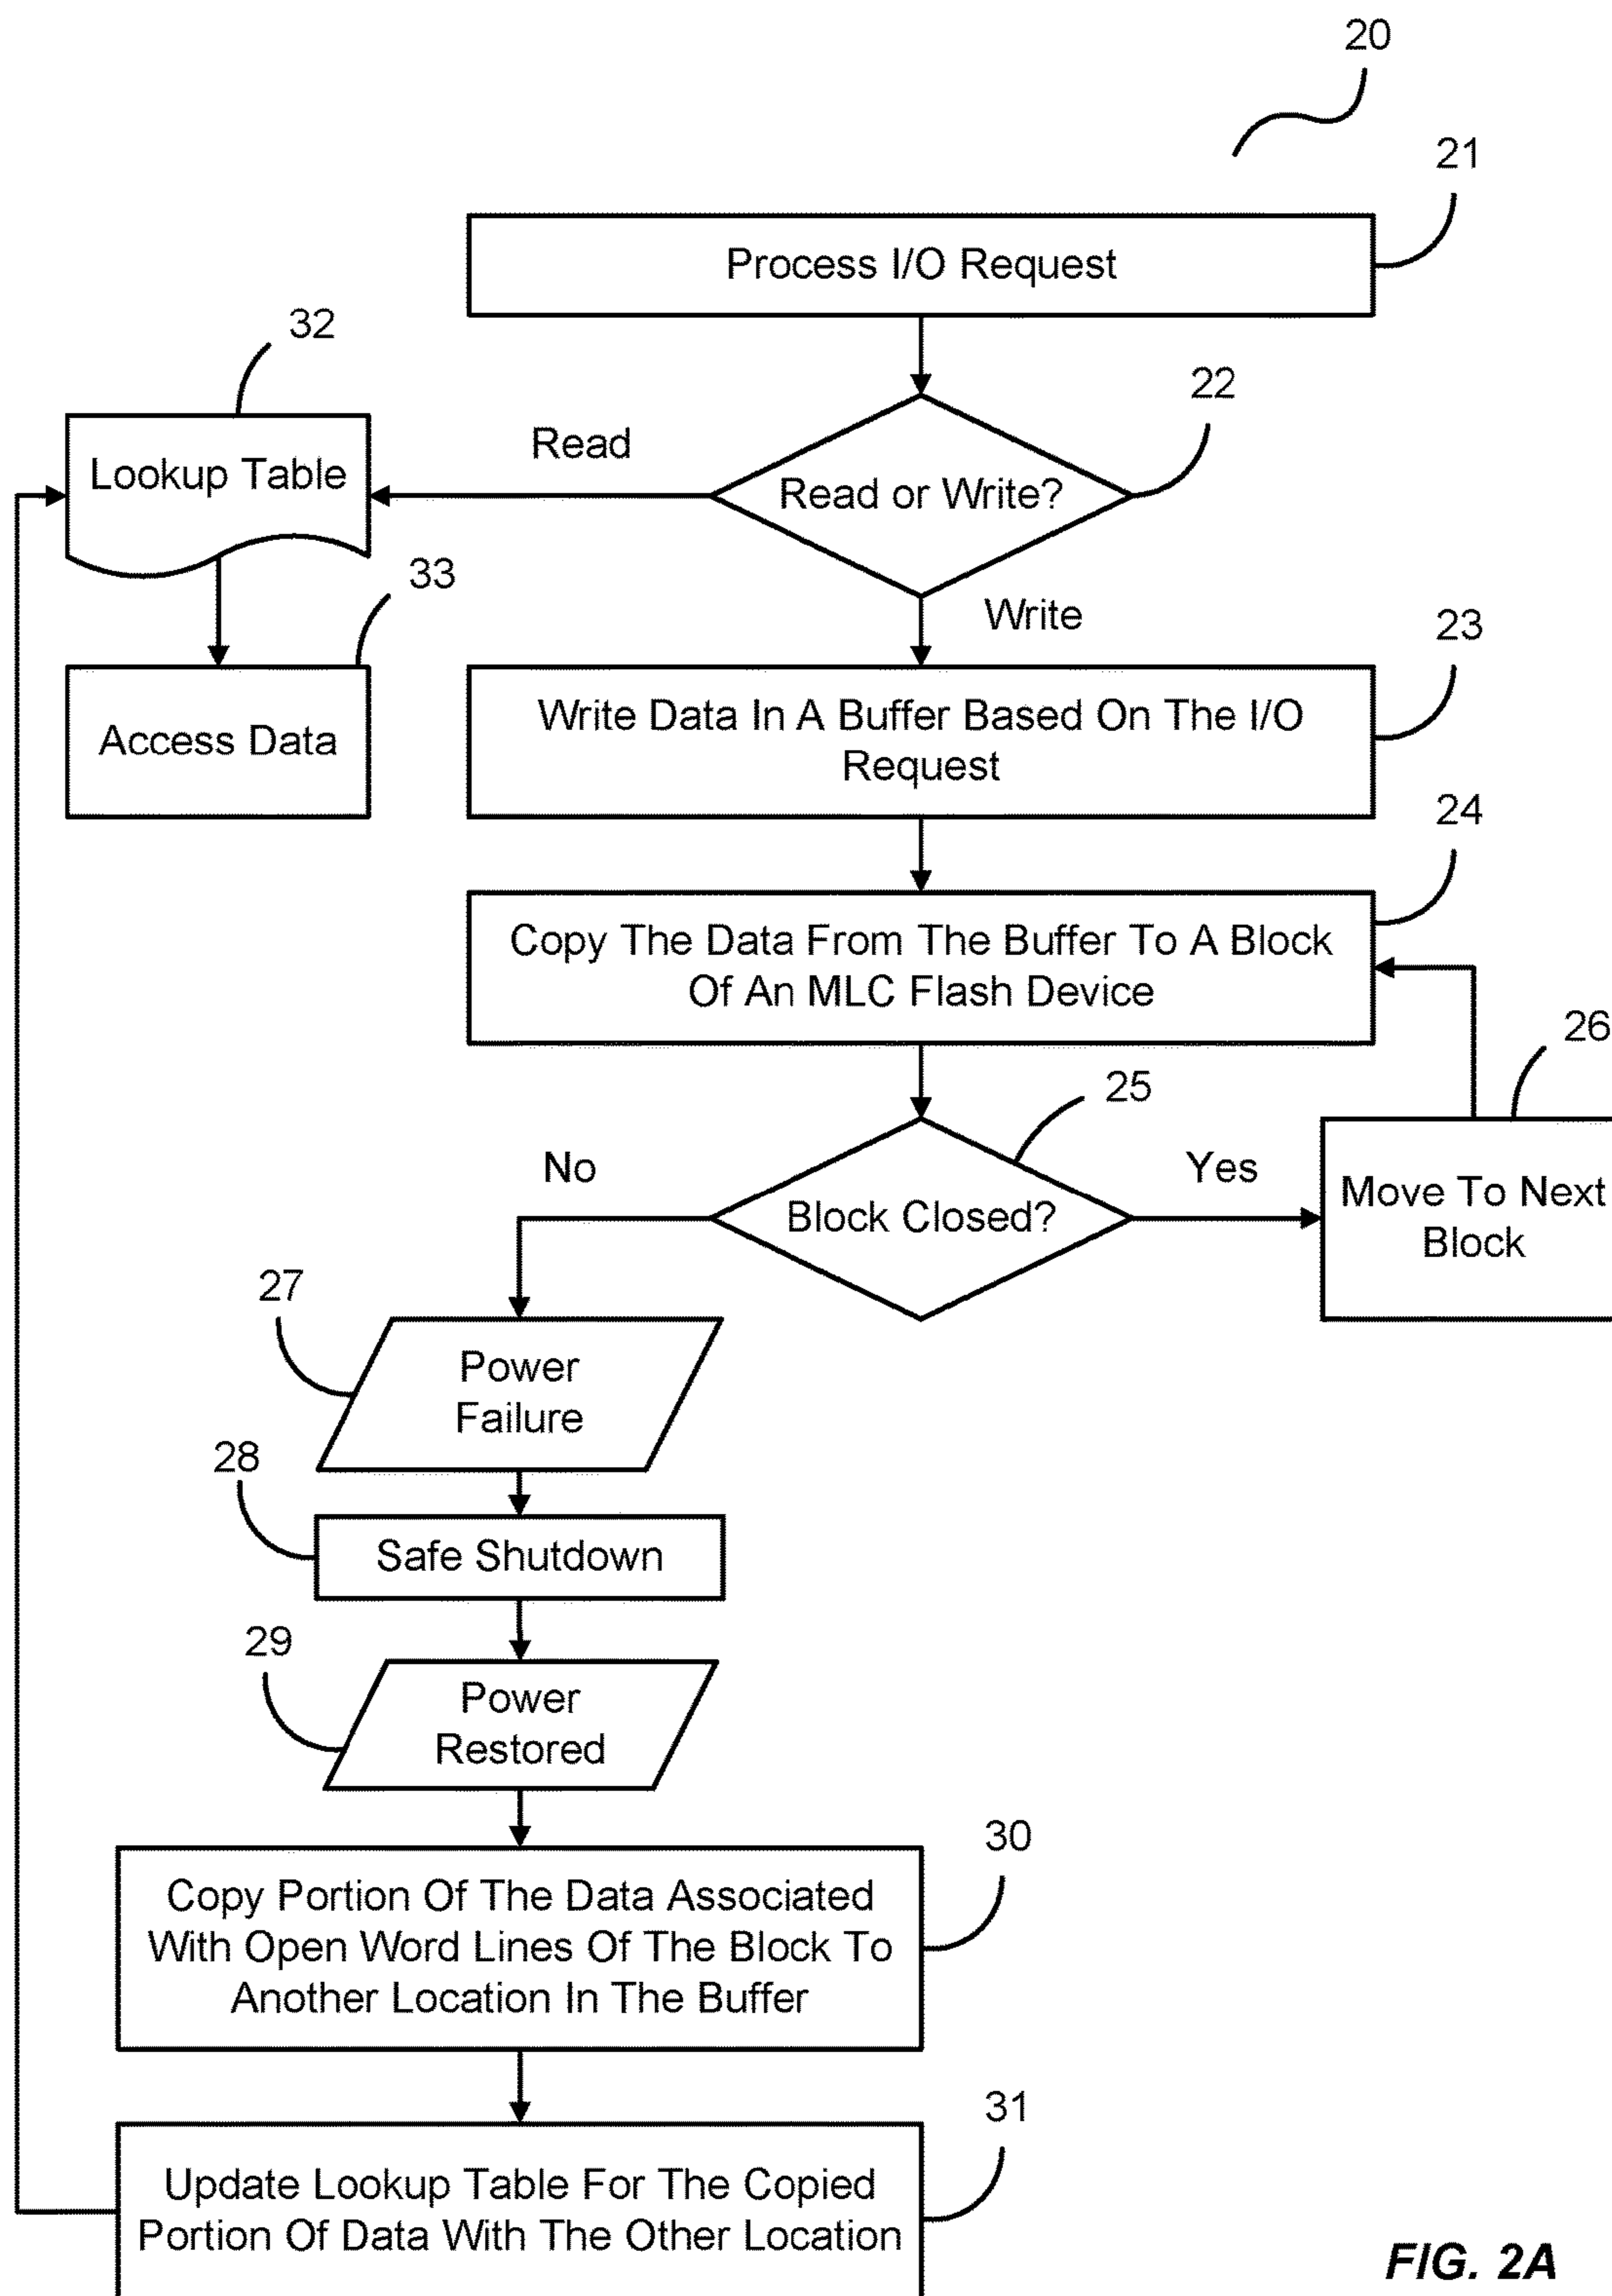 20
21
Process I/O Request
32
22
Read
Lookup Table
Read or Write?
33
Write
23
Access Data
Write Data In A Buffer Based On The I/O
Request
24
Copy The Data From The Buffer To A Block
Of An MLC Flash Device
26
25
No
Yes
Block Closed?
Move To Next
Block
27
Power
Failure
28
Safe Shutdown
29
Power
Restored
30
Copy Portion Of The Data Associated
With Open Word Lines Of The Block To
Another Location In The Buffer
31
Update Lookup Table For The Copied
Portion Of Data With The Other Location
FIG. 2A